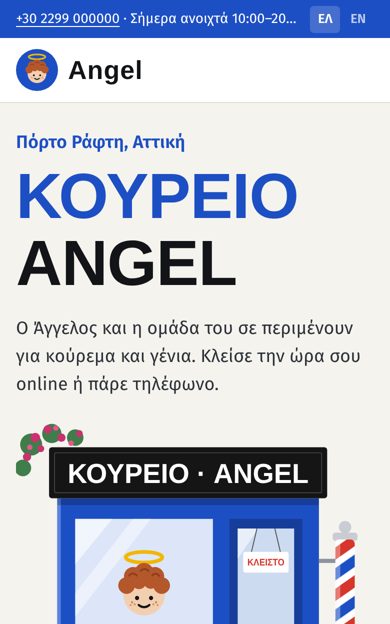 +30 2299 000000 · Σήμερα ανοιχτά 10:00–20... ΕΛ EN
Angel
Πόρτο Ράφτη, Αττική
ΚΟΥΡΕΙΟ
ANGEL
Ο Άγγελος και η ομάδα του σε περιμένουν
για κούρεμα και γένια. Κλείσε την ώρα σου
online ή πάρε τηλέφωνο.
ΚΟΥΡΕΙΟ · ANGEL
ΚΛΕΙΣΤΟ